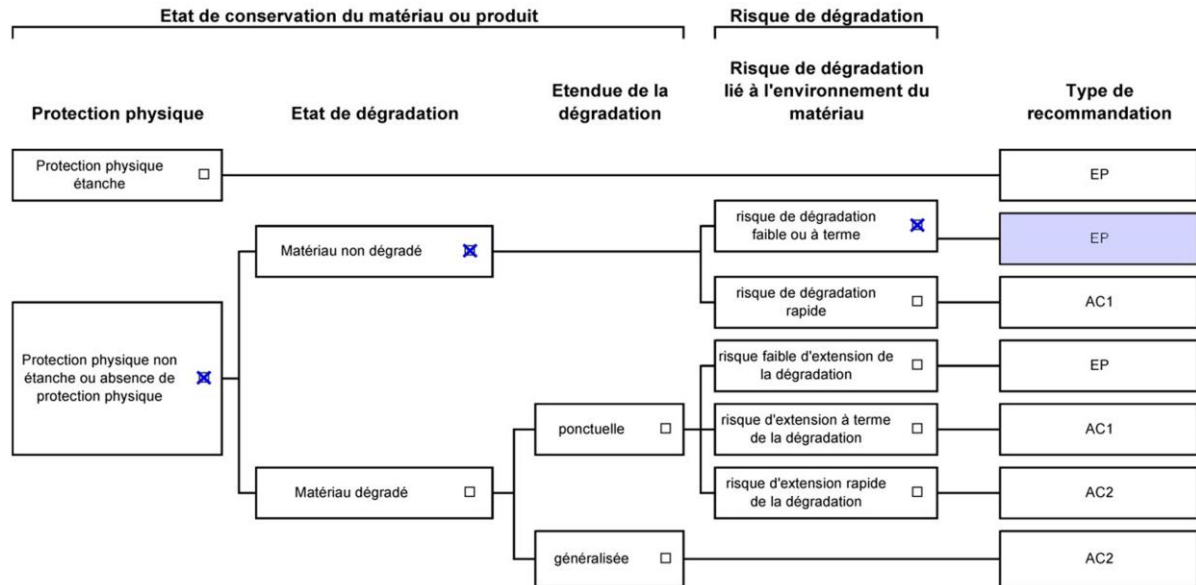 Etat de conservation du matériau ou produit
Risque de dégradation
Protection physique
Etat de dégradation
Etendue de la
dégradation
Risque de dégradation
lié à l'environnement du
matériau
Type de
recommandation
Protection physique
étanche
EP
risque de dégradation
faible ou à terme
EP
Matériau non dégradé
risque de dégradation
rapide
AC1
Protection physique non
étanche ou absence de
protection physique
risque faible d'extension de
la dégradation
EP
ponctuelle
risque d'extension à terme
de la dégradation
AC1
Matériau dégradé
risque d'extension rapide
de la dégradation
AC2
généralisée
AC2